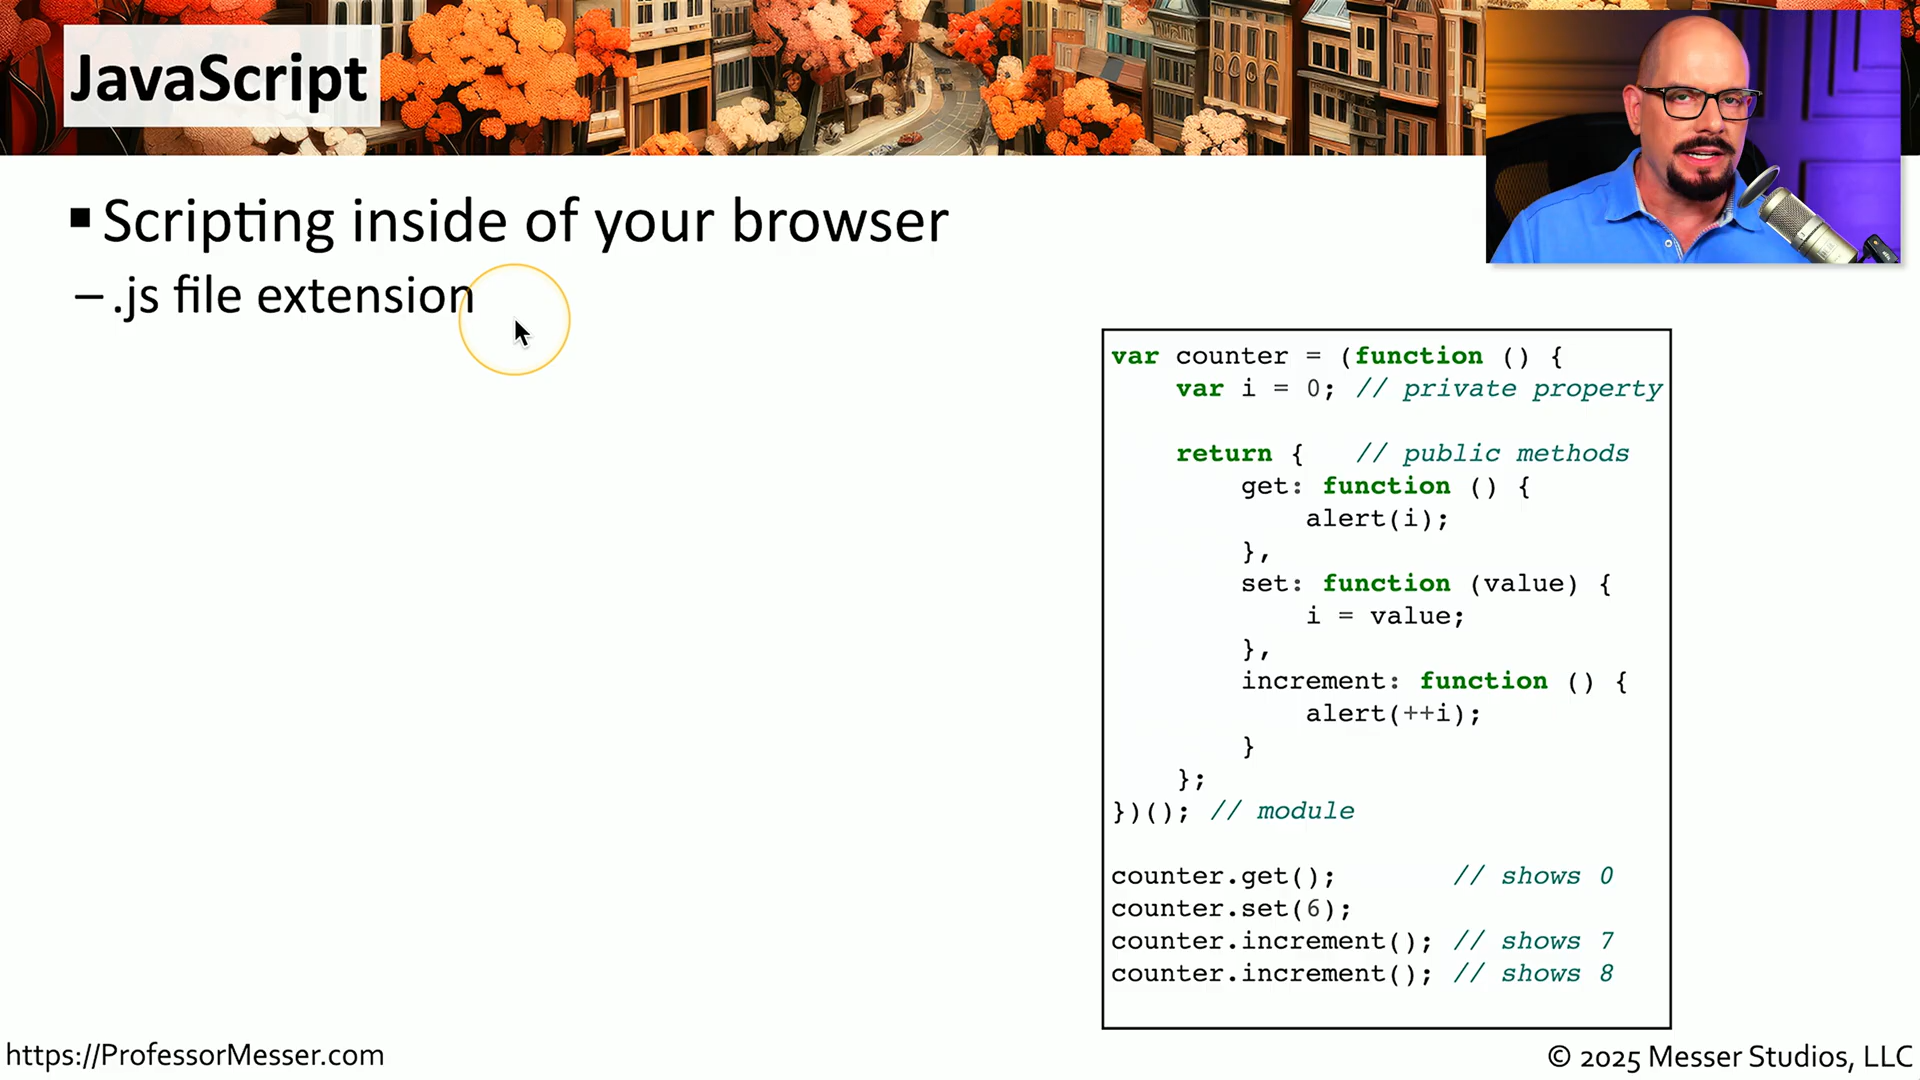 JavaScript
▪ Scripting inside of your browser
– .js file extension
var counter = (function () {
    var i = 0; // private property

    return {   // public methods
        get: function () {
            alert(i);
        },
        set: function (value) {
            i = value;
        },
        increment: function () {
            alert(++i);
        }
    };
})(); // module

counter.get();       // shows 0
counter.set(6);
counter.increment(); // shows 7
counter.increment(); // shows 8
https://ProfessorMesser.com
© 2025 Messer Studios, LLC